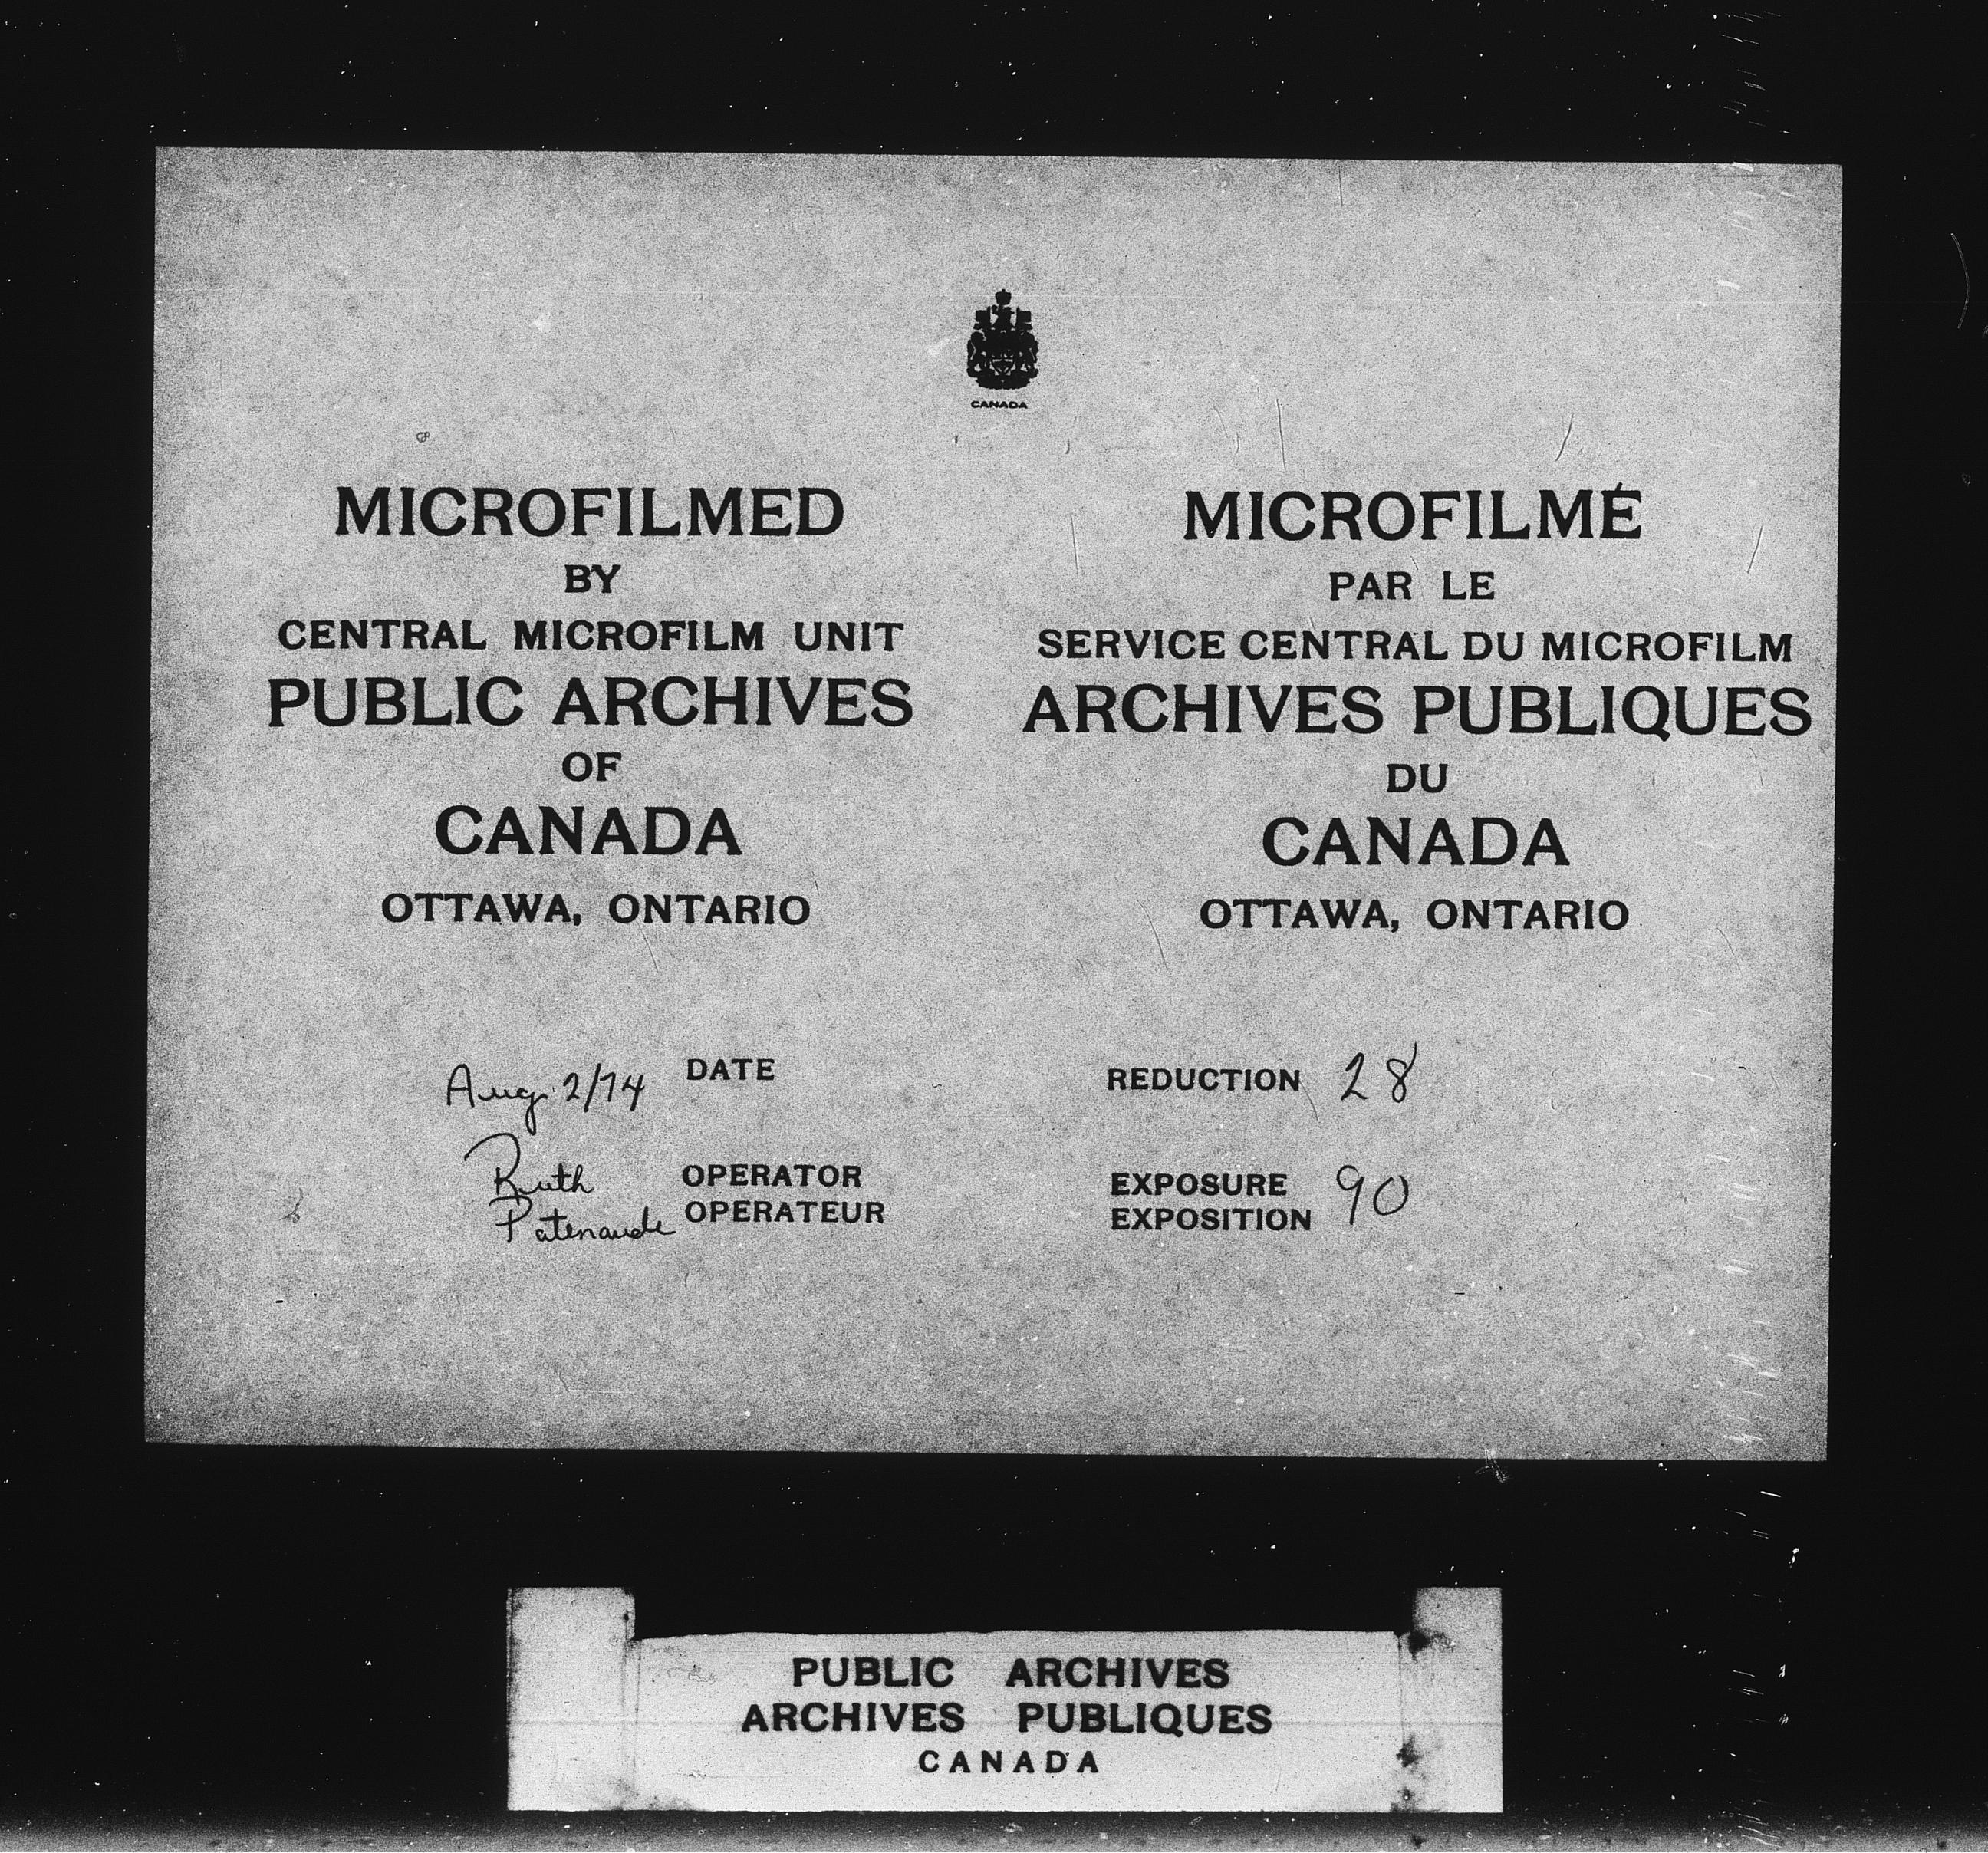 CANADA
MICROFILMED
BY
CENTRAL MICROFILM UNIT
PUBLIC ARCHIVES
OF
CANADA
OTTAWA, ONTARIO
MICROFILMÉ
PAR LE
SERVICE CENTRAL DU MICROFILM
ARCHIVES PUBLIQUES
DU
CANADA
OTTAWA, ONTARIO
Aug. 2/74 DATE
Ruth OPERATOR
Patenaude OPERATEUR
REDUCTION 28
EXPOSURE 90
EXPOSITION
PUBLIC ARCHIVES
ARCHIVES PUBLIQUES
CANADA